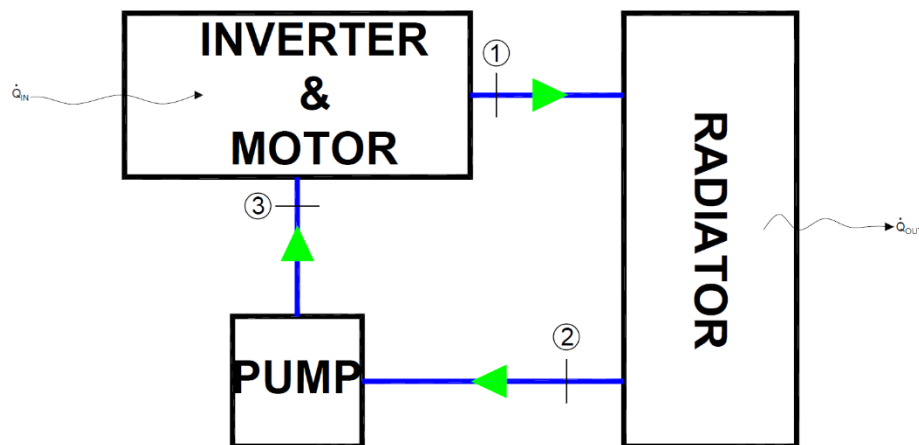 INVERTER
&
MOTOR
Q̇IN
1
RADIATOR
3
Q̇OUT
2
PUMP